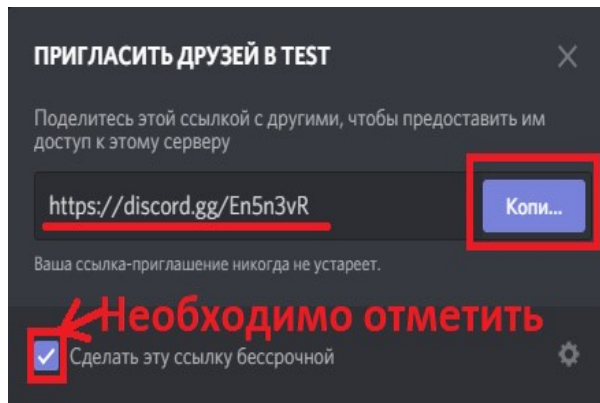 ПРИГЛАСИТЬ ДРУЗЕЙ В TEST
Поделитесь этой ссылкой с другими, чтобы предоставить им
доступ к этому серверу
https://discord.gg/En5n3vR
Копи...
Ваша ссылка-приглашение никогда не устареет.
Необходимо отметить
Сделать эту ссылку бессрочной